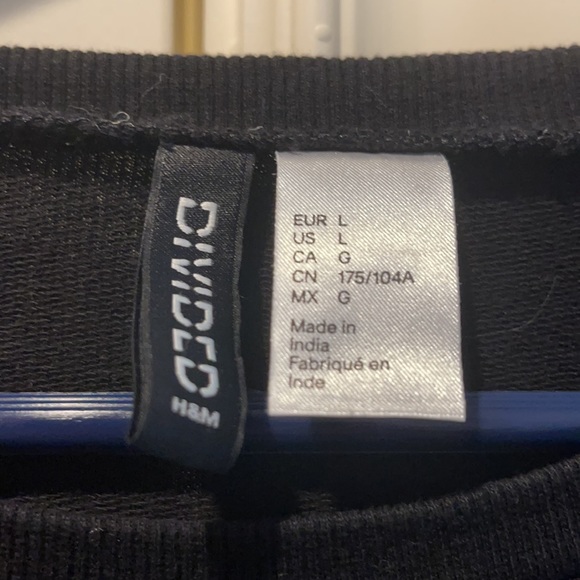 DIVIDED
H&M
EUR L
US L
CA G
CN 175/104A
MX G
Made in
India
Fabriqué en
Inde